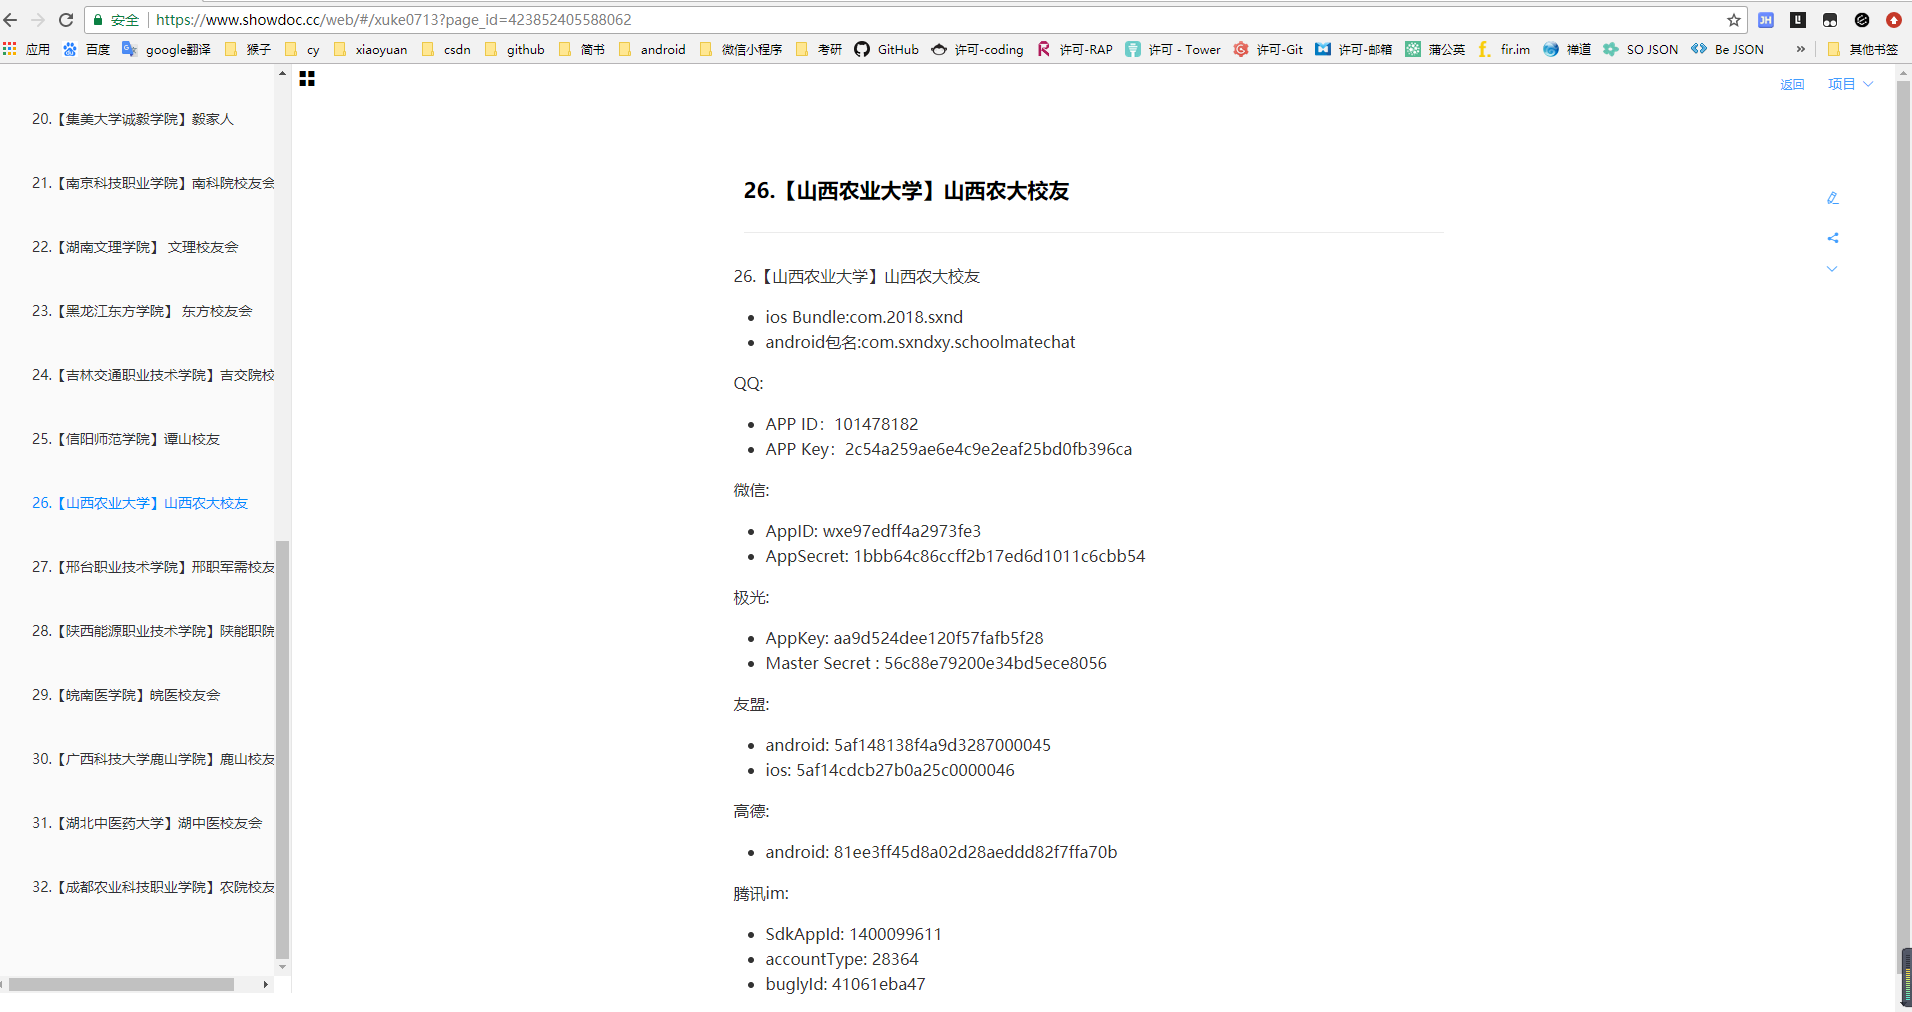 安全 https://www.showdoc.cc/web/#/xuke0713?page_id=423852405588062
应用 百度 google翻译 猴子 cy xiaoyuan csdn github 简书 android 微信小程序 考研 GitHub 许可-coding 许可-RAP 许可 - Tower 许可-Git 许可-邮箱 蒲公英 fir.im 禅道 SO JSON Be JSON » 其他书签
返回 项目
20.【集美大学诚毅学院】毅家人
21.【南京科技职业学院】南科院校友会
22.【湖南文理学院】 文理校友会
23.【黑龙江东方学院】 东方校友会
24.【吉林交通职业技术学院】吉交院校
25.【信阳师范学院】谭山校友
26.【山西农业大学】山西农大校友
27.【邢台职业技术学院】邢职军需校友
28.【陕西能源职业技术学院】陕能职院
29.【皖南医学院】皖医校友会
30.【广西科技大学鹿山学院】鹿山校友
31.【湖北中医药大学】湖中医校友会
32.【成都农业科技职业学院】农院校友
26.【山西农业大学】山西农大校友
26.【山西农业大学】山西农大校友
ios Bundle:com.2018.sxnd
android包名:com.sxndxy.schoolmatechat
QQ:
APP ID：101478182
APP Key：2c54a259ae6e4c9e2eaf25bd0fb396ca
微信:
AppID: wxe97edff4a2973fe3
AppSecret: 1bbb64c86ccff2b17ed6d1011c6cbb54
极光:
AppKey: aa9d524dee120f57fafb5f28
Master Secret : 56c88e79200e34bd5ece8056
友盟:
android: 5af148138f4a9d3287000045
ios: 5af14cdcb27b0a25c0000046
高德:
android: 81ee3ff45d8a02d28aeddd82f7ffa70b
腾讯im:
SdkAppId: 1400099611
accountType: 28364
buglyId: 41061eba47